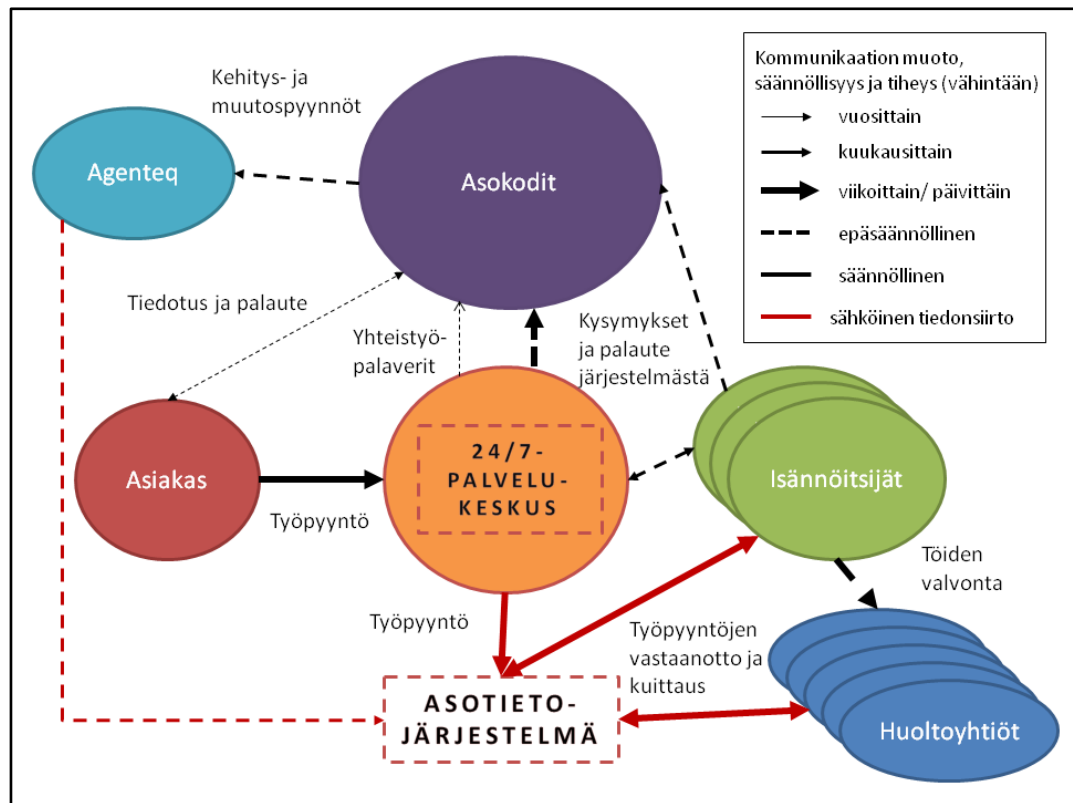 Kehitys- ja
muutospyynnöt
Agenteq
Asokodit
Kommunikaation muoto,
säännöllisyys ja tiheys (vähintään)
vuosittain
kuukausittain
viikoittain/ päivittäin
epäsäännöllinen
säännöllinen
sähköinen tiedonsiirto
Tiedotus ja palaute
Yhteistyö-
palaverit
Kysymykset
ja palaute
järjestelmästä
Asiakas
Työpyyntö
24/7-
PALVELU-
KESKUS
Isännöitsijät
Töiden
valvonta
Työpyyntö
Työpyyntöjen
vastaanotto ja
kuittaus
ASOTIETO-
JÄRJESTELMÄ
Huoltoyhtiöt